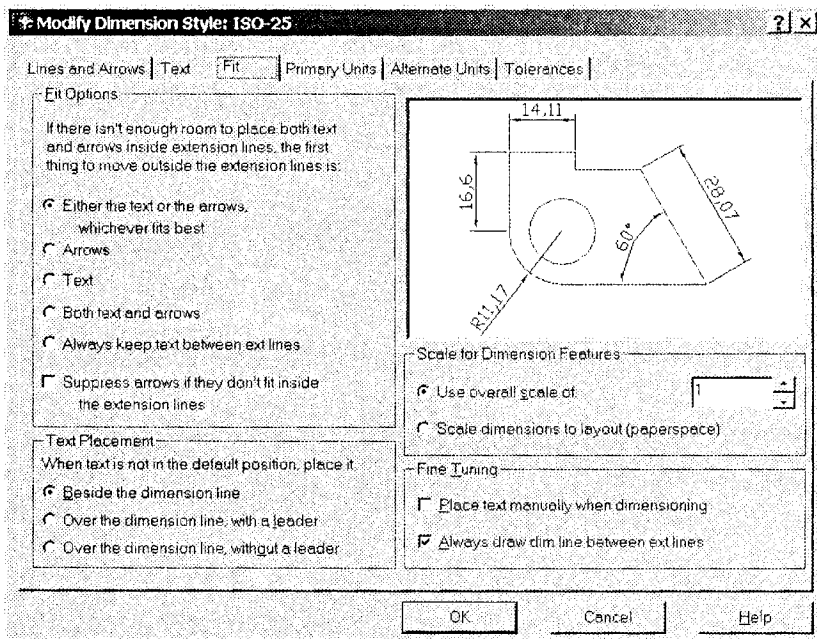 Modify Dimension Style: ISO-25
? ×
Lines and Arrows Text Fit Primary Units Alternate Units Tolerances
Fit Options
If there isn't enough room to place both text
and arrows inside extension lines, the first
thing to move outside the extension lines is:
Either the text or the arrows,
whichever fits best
Arrows
Text
Both text and arrows
Always keep text between ext lines
Suppress arrows if they don't fit inside
the extension lines
Text Placement
When text is not in the default position, place it
Beside the dimension line
Over the dimension line, with a leader
Over the dimension line, without a leader
14,11
16,6
28,07
60°
R11,17
Scale for Dimension Features
Use overall scale of:
1
Scale dimensions to layout (paperspace)
Fine Tuning
Place text manually when dimensioning
Always draw dim line between ext lines
OK Cancel Help